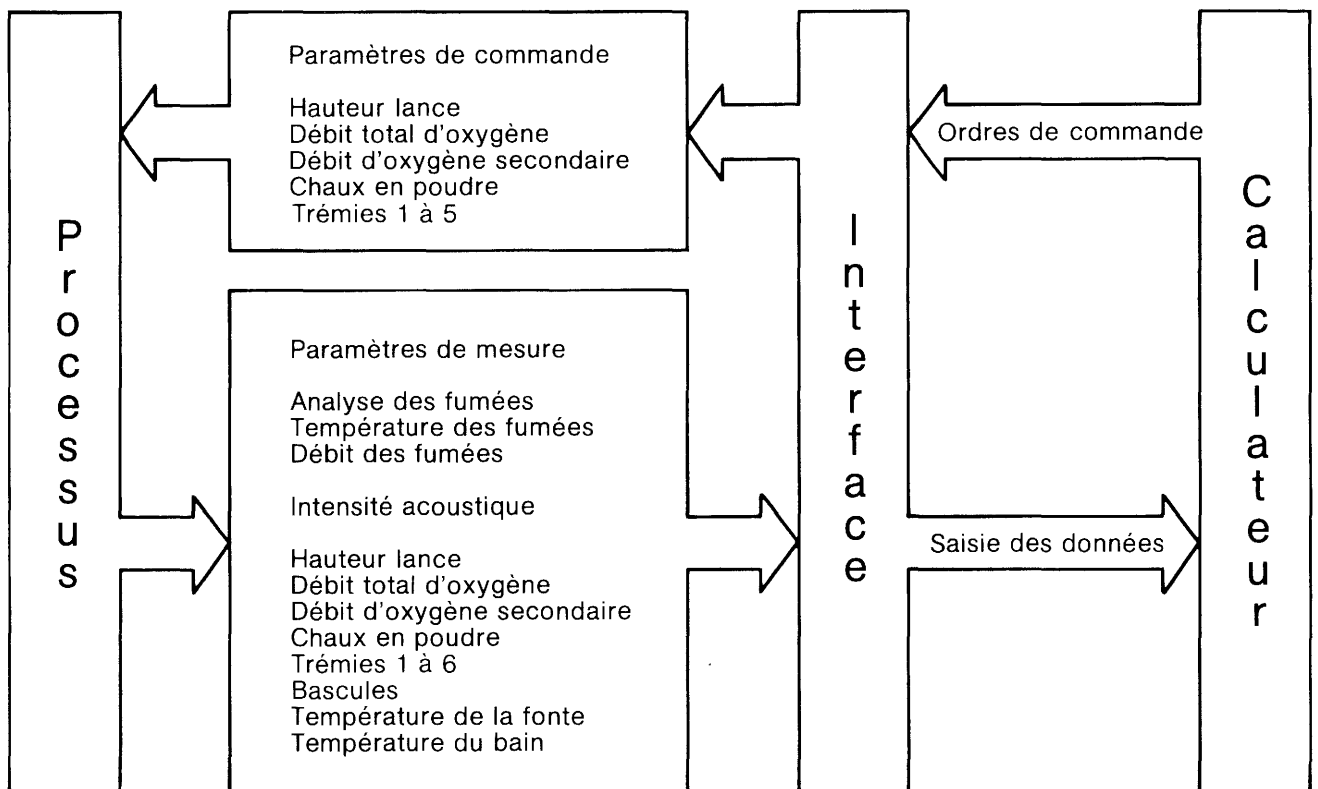 Processus
Paramètres de commande
Hauteur lance
Débit total d'oxygène
Débit d'oxygène secondaire
Chaux en poudre
Trémies 1 à 5
Paramètres de mesure
Analyse des fumées
Température des fumées
Débit des fumées
Intensité acoustique
Hauteur lance
Débit total d'oxygène
Débit d'oxygène secondaire
Chaux en poudre
Trémies 1 à 6
Bascules
Température de la fonte
Température du bain
Interface
Ordres de commande
Saisie des données
Calculateur